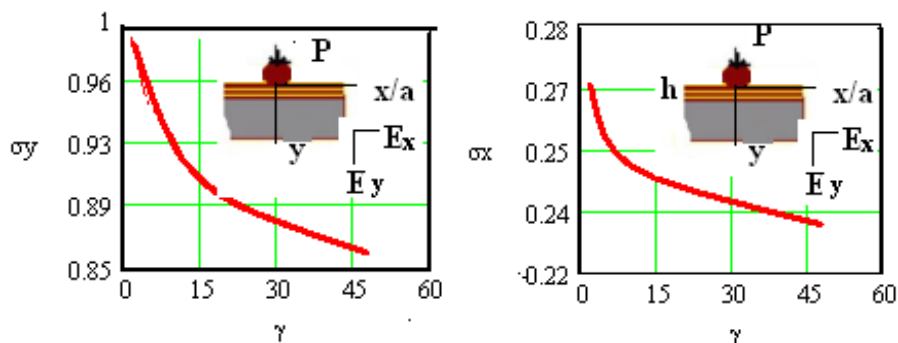 1
0.96
0.93
σy
0.89
0.85
0 15 30 45 60
γ
P
x/a
y
Ex
Ey
0.28
0.27
0.25
σx
0.24
-0.22
0 15 30 45 60
γ
P
h
x/a
y
Ex
Ey